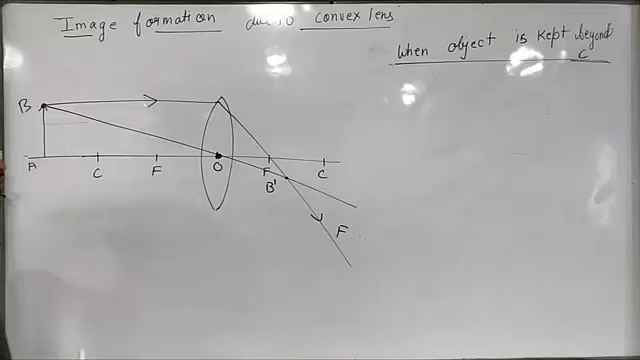 Image formation due to convex lens
when object is kept beyond
C
B
A C F O F C
B'
F